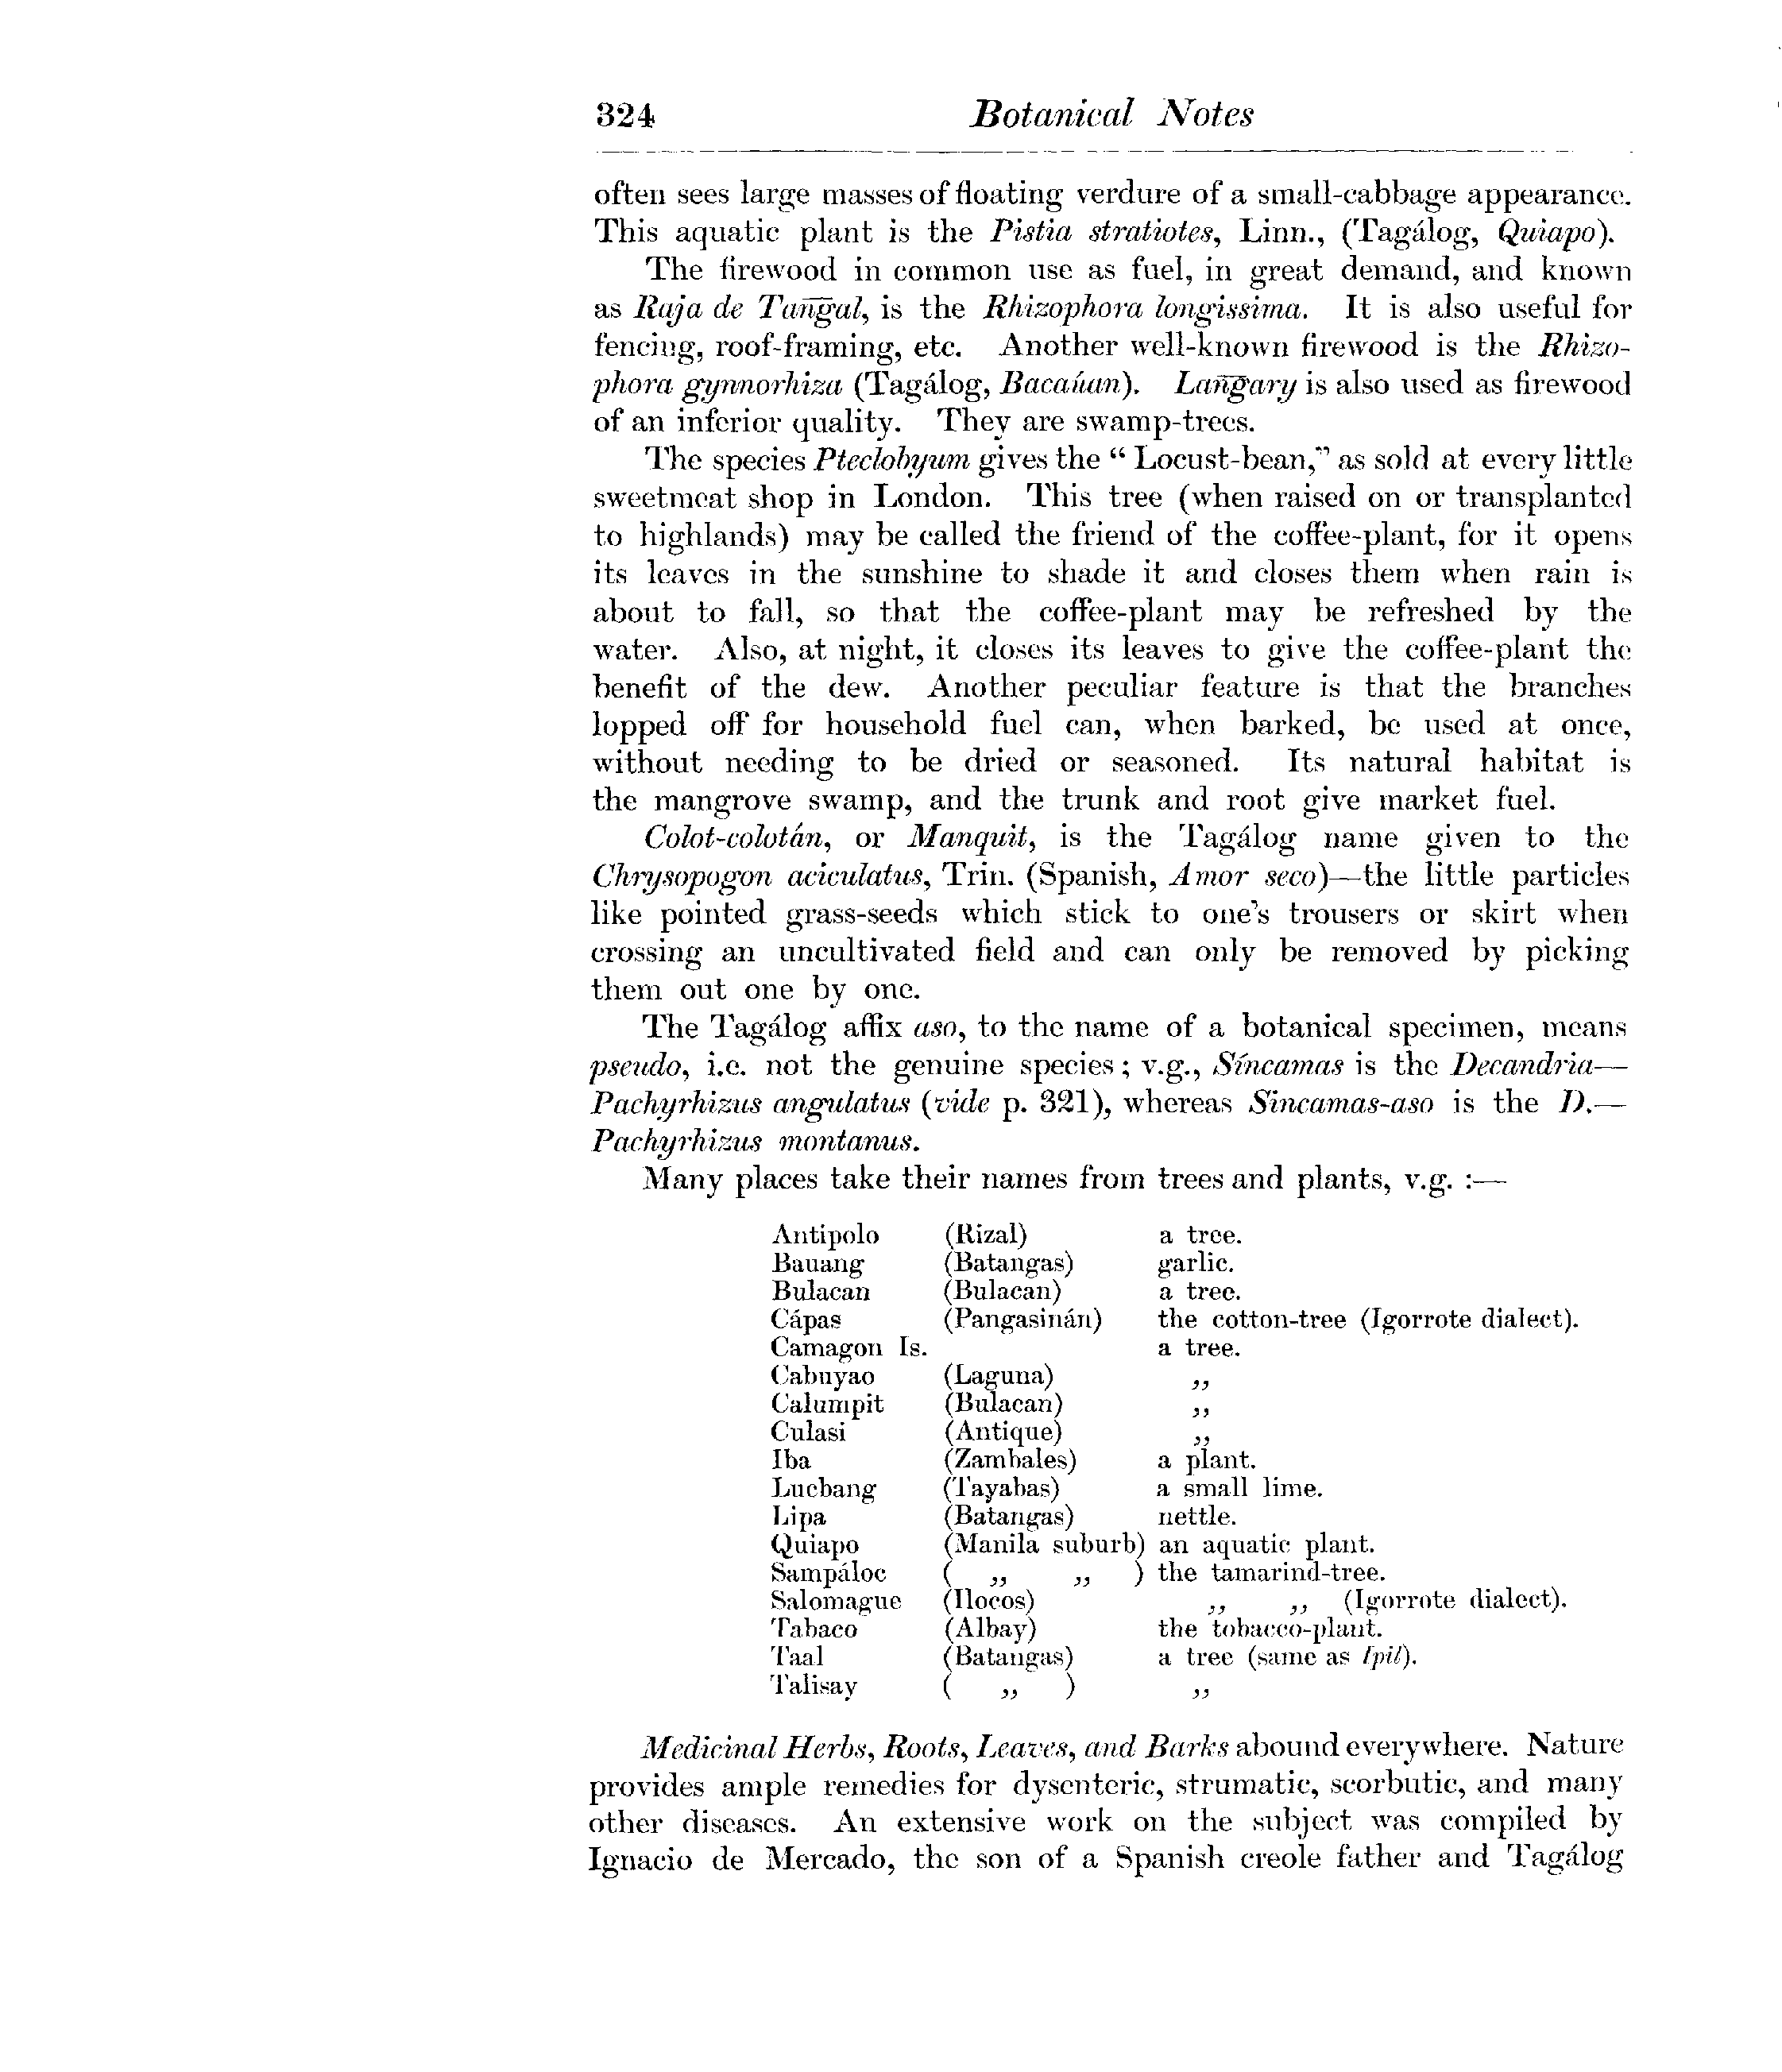 324 Botanical Notes
often sees large masses of floating verdure of a small-cabbage appearance.
This aquatic plant is the Pistia stratiotes, Linn., (Tagálog, Quiapo).
The firewood in common use as fuel, in great demand, and known
as Raja de Tan͠gal, is the Rhizophora longissima. It is also useful for
fencing, roof-framing, etc. Another well-known firewood is the Rhizo-
phora gynnorhiza (Tagálog, Bacaúan). Lan͠gary is also used as firewood
of an inferior quality. They are swamp-trees.
The species Pteclobyum gives the “ Locust-bean,” as sold at every little
sweetmeat shop in London. This tree (when raised on or transplanted
to highlands) may be called the friend of the coffee-plant, for it opens
its leaves in the sunshine to shade it and closes them when rain is
about to fall, so that the coffee-plant may be refreshed by the
water. Also, at night, it closes its leaves to give the coffee-plant the
benefit of the dew. Another peculiar feature is that the branches
lopped off for household fuel can, when barked, be used at once,
without needing to be dried or seasoned. Its natural habitat is
the mangrove swamp, and the trunk and root give market fuel.
Colot-colotán, or Manquit, is the Tagálog name given to the
Chrysopogon aciculatus, Trin. (Spanish, Amor seco)—the little particles
like pointed grass-seeds which stick to one's trousers or skirt when
crossing an uncultivated field and can only be removed by picking
them out one by one.
The Tagálog affix aso, to the name of a botanical specimen, means
pseudo, i.e. not the genuine species ; v.g., Síncamas is the Decandria—
Pachyrhizus angulatus (vide p. 321), whereas Sincamas-aso is the D.—
Pachyrhizus montanus.
Many places take their names from trees and plants, v.g. :—
Antipolo (Rizal) a tree.
Bauang (Batangas) garlic.
Bulacan (Bulacan) a tree.
Cápas (Pangasinán) the cotton-tree (Igorrote dialect).
Camagon Is. a tree.
Cabuyao (Laguna) ,,
Calumpit (Bulacan) ,,
Culasi (Antique) ,,
Iba (Zambales) a plant.
Lucbang (Tayabas) a small lime.
Lipa (Batangas) nettle.
Quiapo (Manila suburb) an aquatic plant.
Sampáloc ( ,, ,, ) the tamarind-tree.
Salomague (Ilocos) ,, ,, (Igorrote dialect).
Tabaco (Albay) the tobacco-plant.
Taal (Batangas) a tree (same as Ipil).
Talisay ( ,, ) ,,
Medicinal Herbs, Roots, Leaves, and Barks abound everywhere. Nature
provides ample remedies for dysenteric, strumatic, scorbutic, and many
other diseases. An extensive work on the subject was compiled by
Ignacio de Mercado, the son of a Spanish creole father and Tagálog